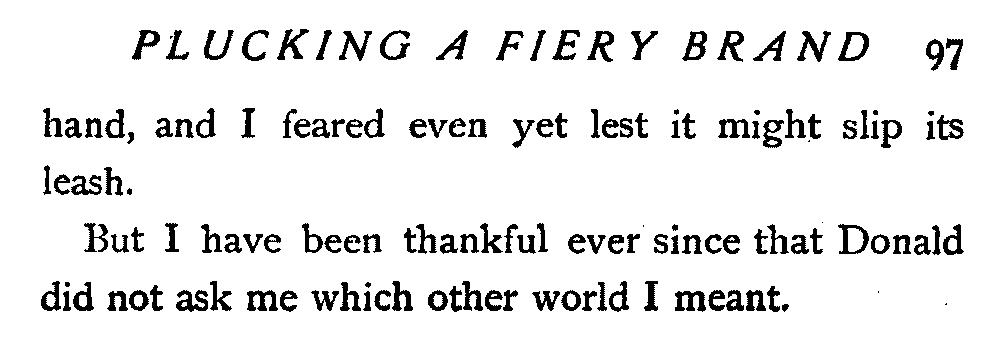 PLUCKING A FIERY BRAND 97
hand, and I feared even yet lest it might slip its
leash.
But I have been thankful ever since that Donald
did not ask me which other world I meant.